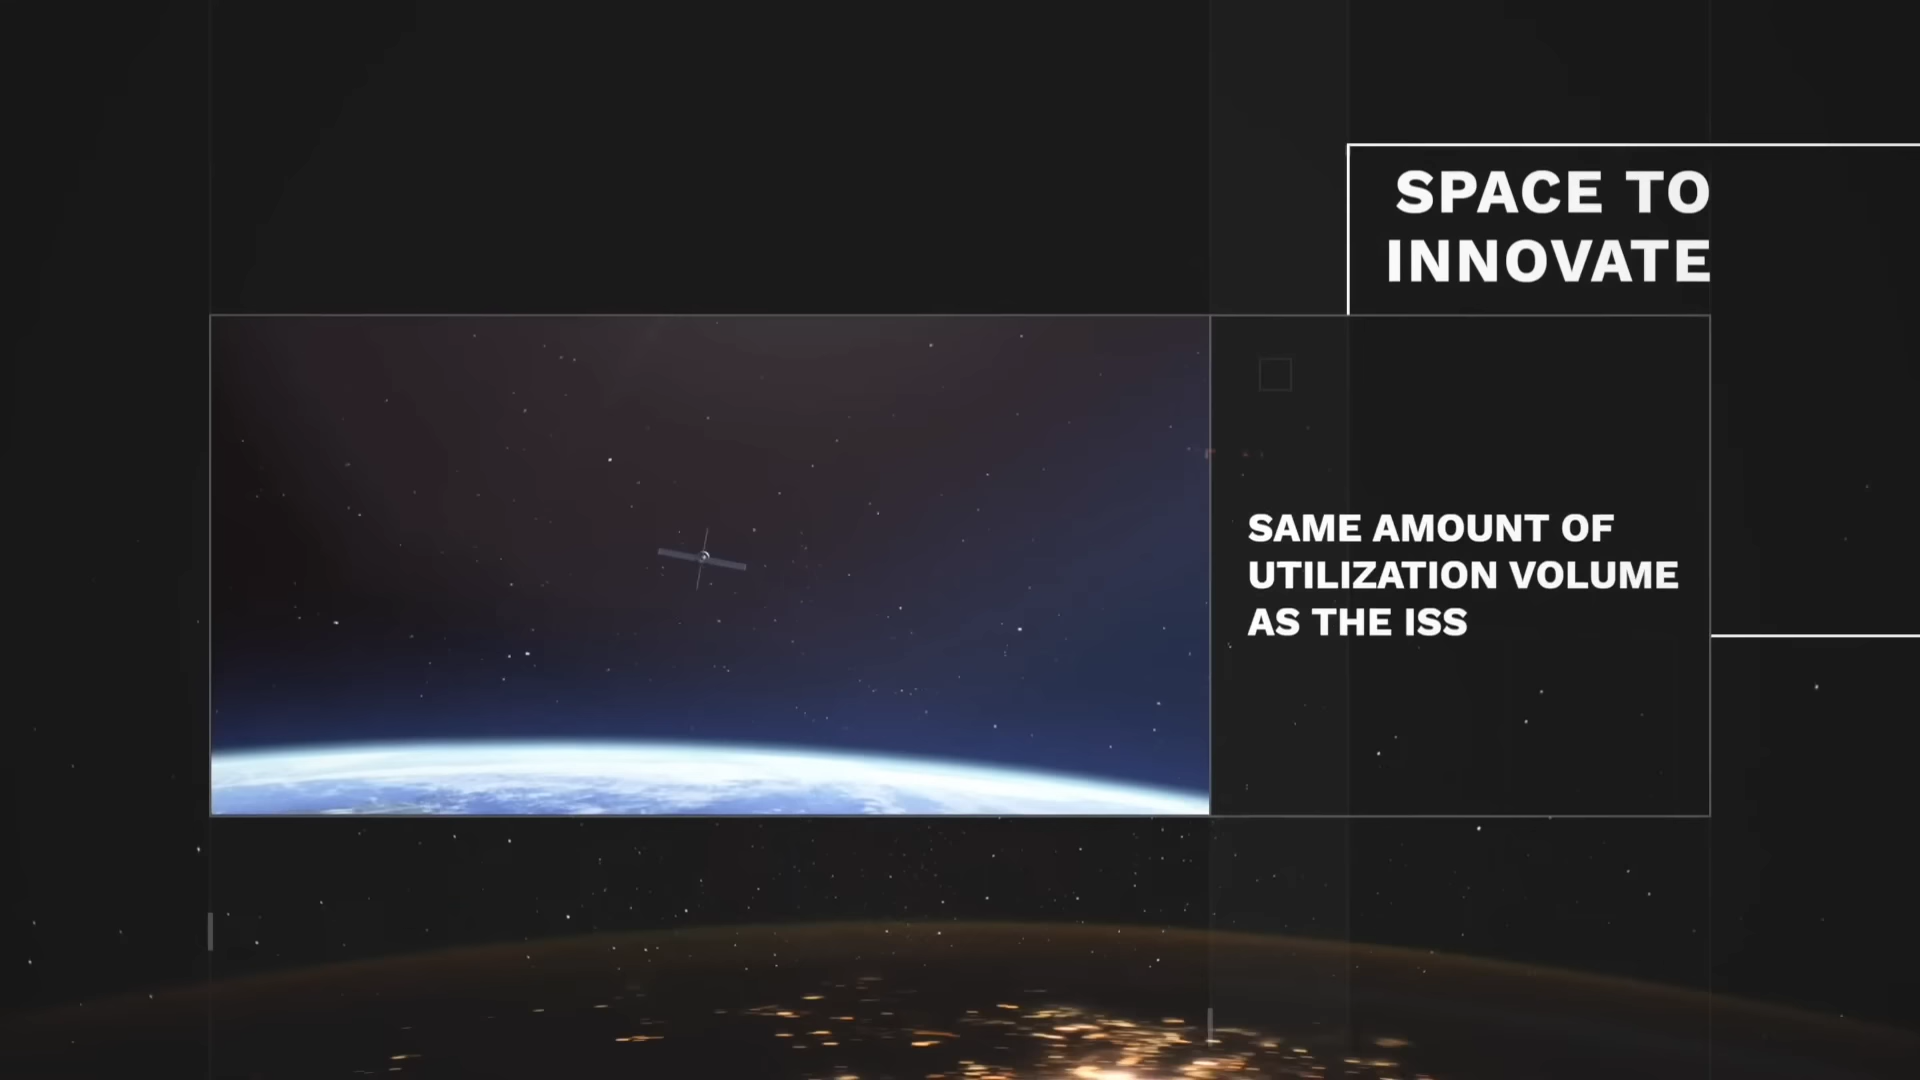 SPACE TO
INNOVATE
SAME AMOUNT OF
UTILIZATION VOLUME
AS THE ISS